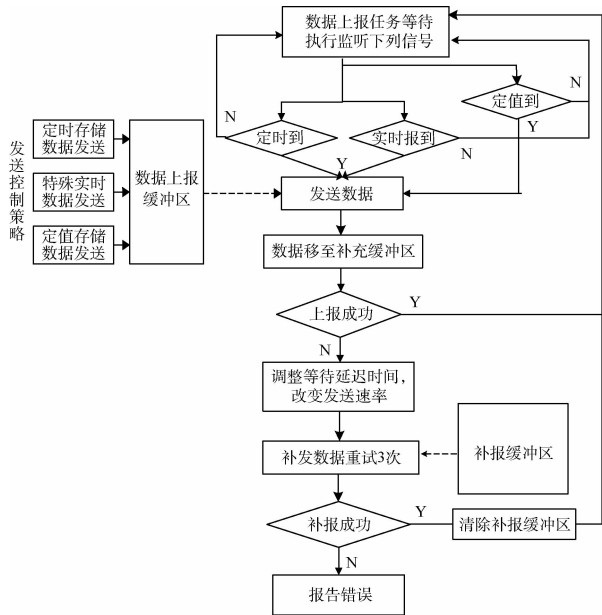 数据上报任务等待
执行监听下列信号
N
N
定值到
Y
定时到
实时报到
N
Y
发送控制策略
定时存储
数据发送
特殊实时
数据发送
定值存储
数据发送
数据上报
缓冲区
发送数据
数据移至补充缓冲区
上报成功
Y
N
调整等待延迟时间，
改变发送速率
补发数据重试3次
补报缓冲区
补报成功
Y
清除补报缓冲区
N
报告错误